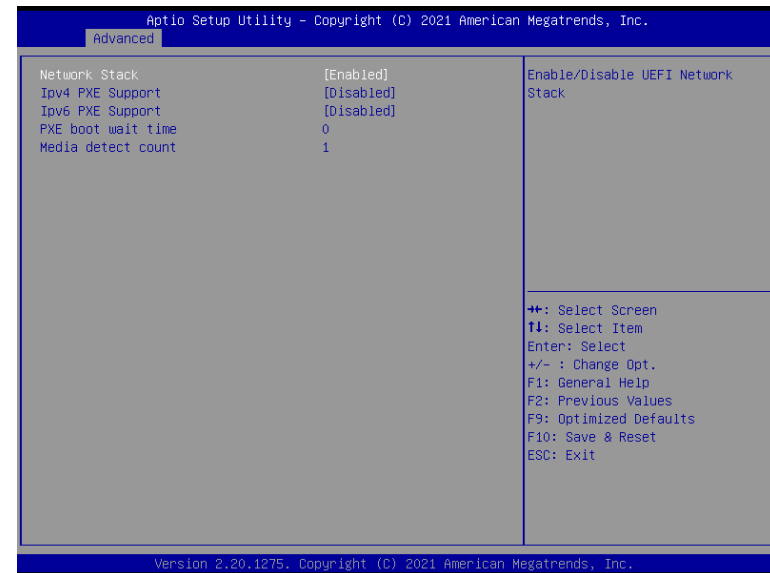 Aptio Setup Utility – Copyright (C) 2021 American Megatrends, Inc.
Advanced
Network Stack [Enabled]
Ipv4 PXE Support [Disabled]
Ipv6 PXE Support [Disabled]
PXE boot wait time 0
Media detect count 1
Enable/Disable UEFI Network
Stack
→←: Select Screen
↑↓: Select Item
Enter: Select
+/- : Change Opt.
F1: General Help
F2: Previous Values
F9: Optimized Defaults
F10: Save & Reset
ESC: Exit
Version 2.20.1275. Copyright (C) 2021 American Megatrends, Inc.